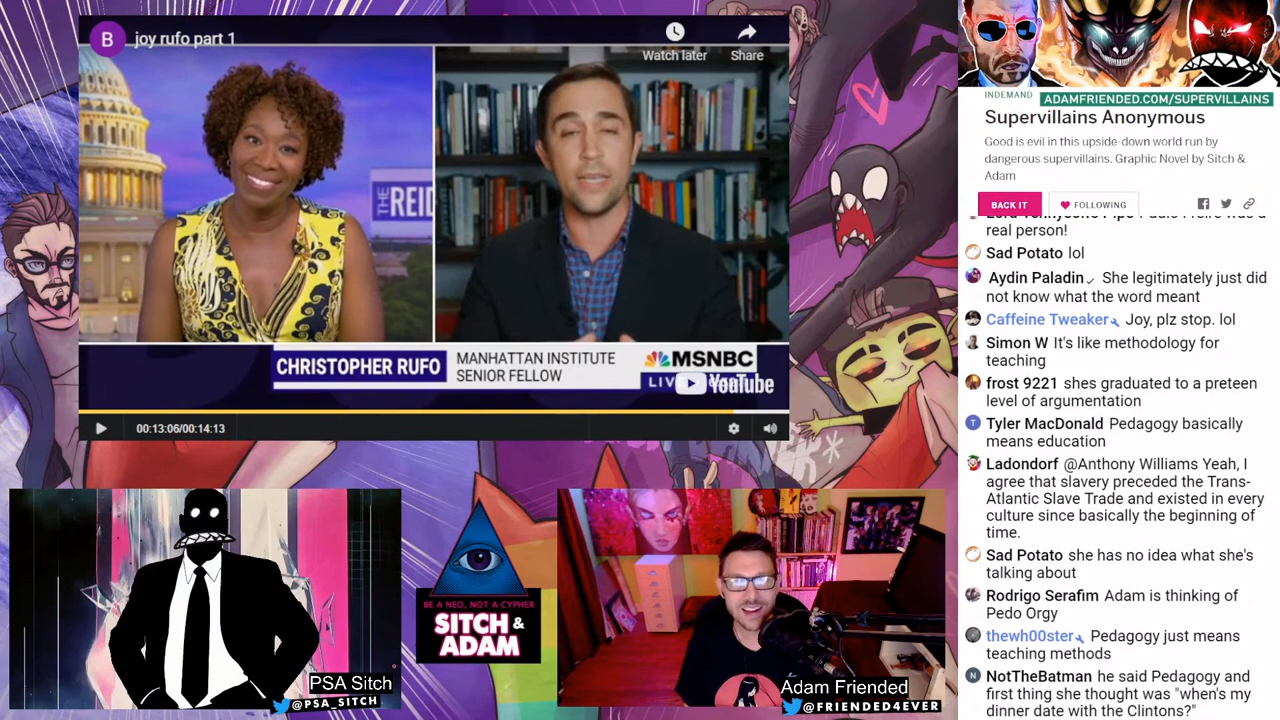 B
joy rufo part 1
Watch later
Share
THE REID
CHRISTOPHER RUFO
MANHATTAN INSTITUTE
SENIOR FELLOW
MSNBC
LIVE
YouTube
00:13:06/00:14:13
PSA Sitch
@PSA_SITCH
BE A NEO, NOT A CYPHER
SITCH &
ADAM
Adam Friended
@FRIENDED4EVER
INDEMAND
ADAMFRIENDED.COM/SUPERVILLAINS
Supervillains Anonymous
Good is evil in this upside-down world run by
dangerous supervillains. Graphic Novel by Sitch &
Adam
BACK IT
FOLLOWING
real person!
Sad Potato lol
Aydin Paladin She legitimately just did
not know what the word meant
Caffeine Tweaker Joy, plz stop. lol
Simon W It's like methodology for
teaching
frost 9221 shes graduated to a preteen
level of argumentation
T Tyler MacDonald Pedagogy basically
means education
Ladondorf @Anthony Williams Yeah, I
agree that slavery preceded the Trans-
Atlantic Slave Trade and existed in every
culture since basically the beginning of
time.
Sad Potato she has no idea what she's
talking about
Rodrigo Serafim Adam is thinking of
Pedo Orgy
thewh00ster Pedagogy just means
teaching methods
N NotTheBatman he said Pedagogy and
first thing she thought was "when's my
dinner date with the Clintons?"